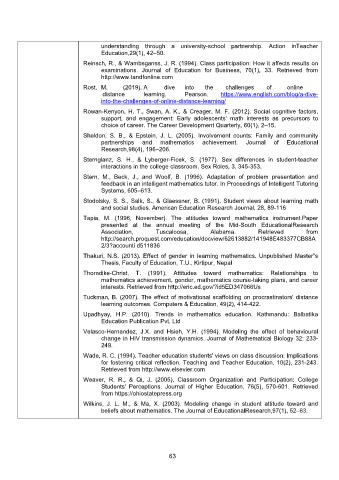 understanding through a university-school partnership. Action inTeacher
Education,29(1), 42–50.
Reinsch, R., & Wambsganss, J. R. (1994). Class participation: How it affects results on
examinations. Journal of Education for Business, 70(1), 33. Retrieved from
http://www.tandfonline.com
Rost, M. (2019)..A dive into the challenges of online
distance learning. Pearson. https://www.english.com/blog/a-dive-
into-the-challenges-of-online-distance-learning/
Rowan-Kenyon, H. T., Swan, A. K., & Creager, M. F. (2012). Social cognitive factors,
support, and engagement: Early adolescents' math interests as precursors to
choice of career. The Career Development Quarterly, 60(1), 2–15.
Sheldon, S. B., & Epstein, J. L. (2005). Involvement counts: Family and community
partnerships and mathematics achievement. Journal of Educational
Research,98(4), 196–206.
Sternglanz, S. H., & Lyberger-Ficek, S. (1977). Sex differences in student-teacher
interactions in the college classroom. Sex Roles, 3, 345-353.
Stern, M., Beck, J., and Woolf, B. (1996). Adaptation of problem presentation and
feedback in an intelligent mathematics tutor. In Proceedings of Intelligent Tutoring
Systems, 605–613.
Stodolsky, S. S., Salk, S., & Glaessner, B. (1991). Student views about learning math
and social studies. American Education Research Journal, 28, 89-116
Tapia, M. (1996, November). The attitudes toward mathematics instrument.Paper
presented at the annual meeting of the Mid-South EducationalResearch
Association, Tuscaloosa, Alabama. Retrieved from
http://search.proquest.com/education/docview/62613882/141948E483377CB88A
2/3?accountid=4511836
Thakuri, N.S. (2013). Effect of gender in learning mathematics. Unpublished Master"s
Thesis, Faculty of Education, T.U., Kirtipur, Nepal
Thorndike-Christ, T. (1991). Attitudes toward mathematics: Relationships to
mathematics achievement, gender, mathematics course-taking plans, and career
interests. Retrieved from http://eric.ed.gov/?id=ED347066fUs
Tuckman, B. (2007). The effect of motivational scaffolding on procrastinators' distance
learning outcomes. Computers & Education, 49(2), 414-422.
Upadhyay, H.P. (2010). Trends in mathematics education. Kathmandu: Balbatika
Education Publication Pvt. Ltd
Velasco-Hernandez, J.X. and Hsieh, Y.H. (1994). Modeling the effect of behavioural
change in HIV transmission dynamics. Journal of Mathematical Biology 32: 233-
249.
Wade, R. C. (1994). Teacher education students' views on class discussion: Implications
for fostering critical reflection. Teaching and Teacher Education, 10(2), 231-243.
Retrieved from http://www.elsevier.com
Weaver, R. R., & Qi, J. (2005). Classroom Organization and Participation: College
Students' Perceptions. Journal of Higher Education, 76(5), 570-601. Retrieved
from https://ohiostatepress.org
Wilkins, J. L. M., & Ma, X. (2003). Modeling change in student attitude toward and
beliefs about mathematics. The Journal of EducationalResearch,97(1), 52–63.
63